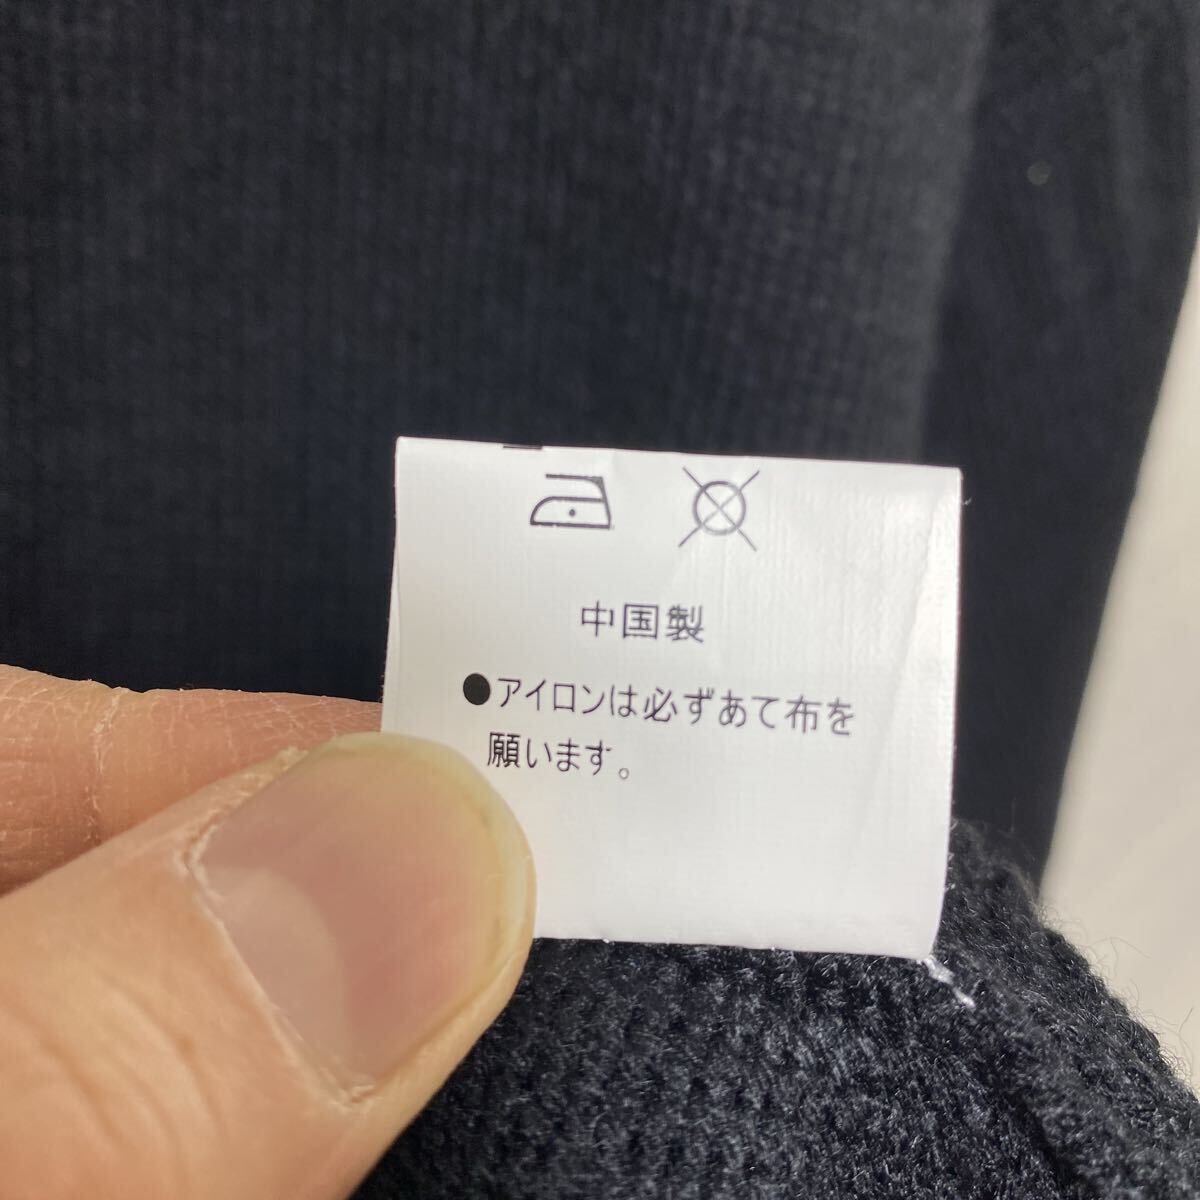 中国製
●アイロンは必ずあて布を
願います。